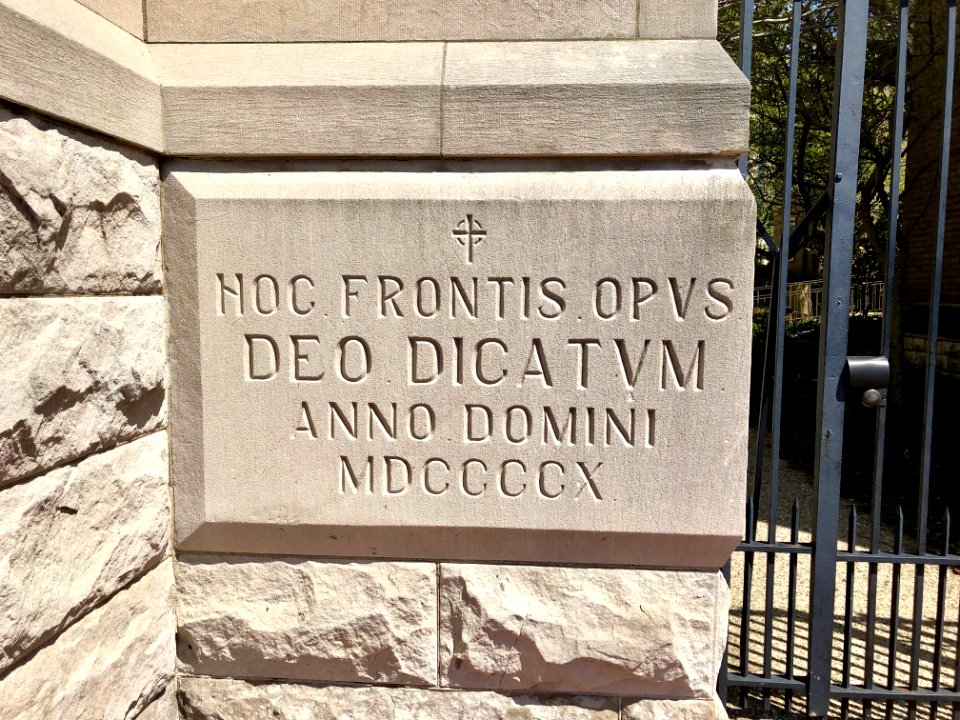 HOC. FRONTIS. OPVS
DEO. DICATVM
ANNO. DOMINI.
MDCCCCX.